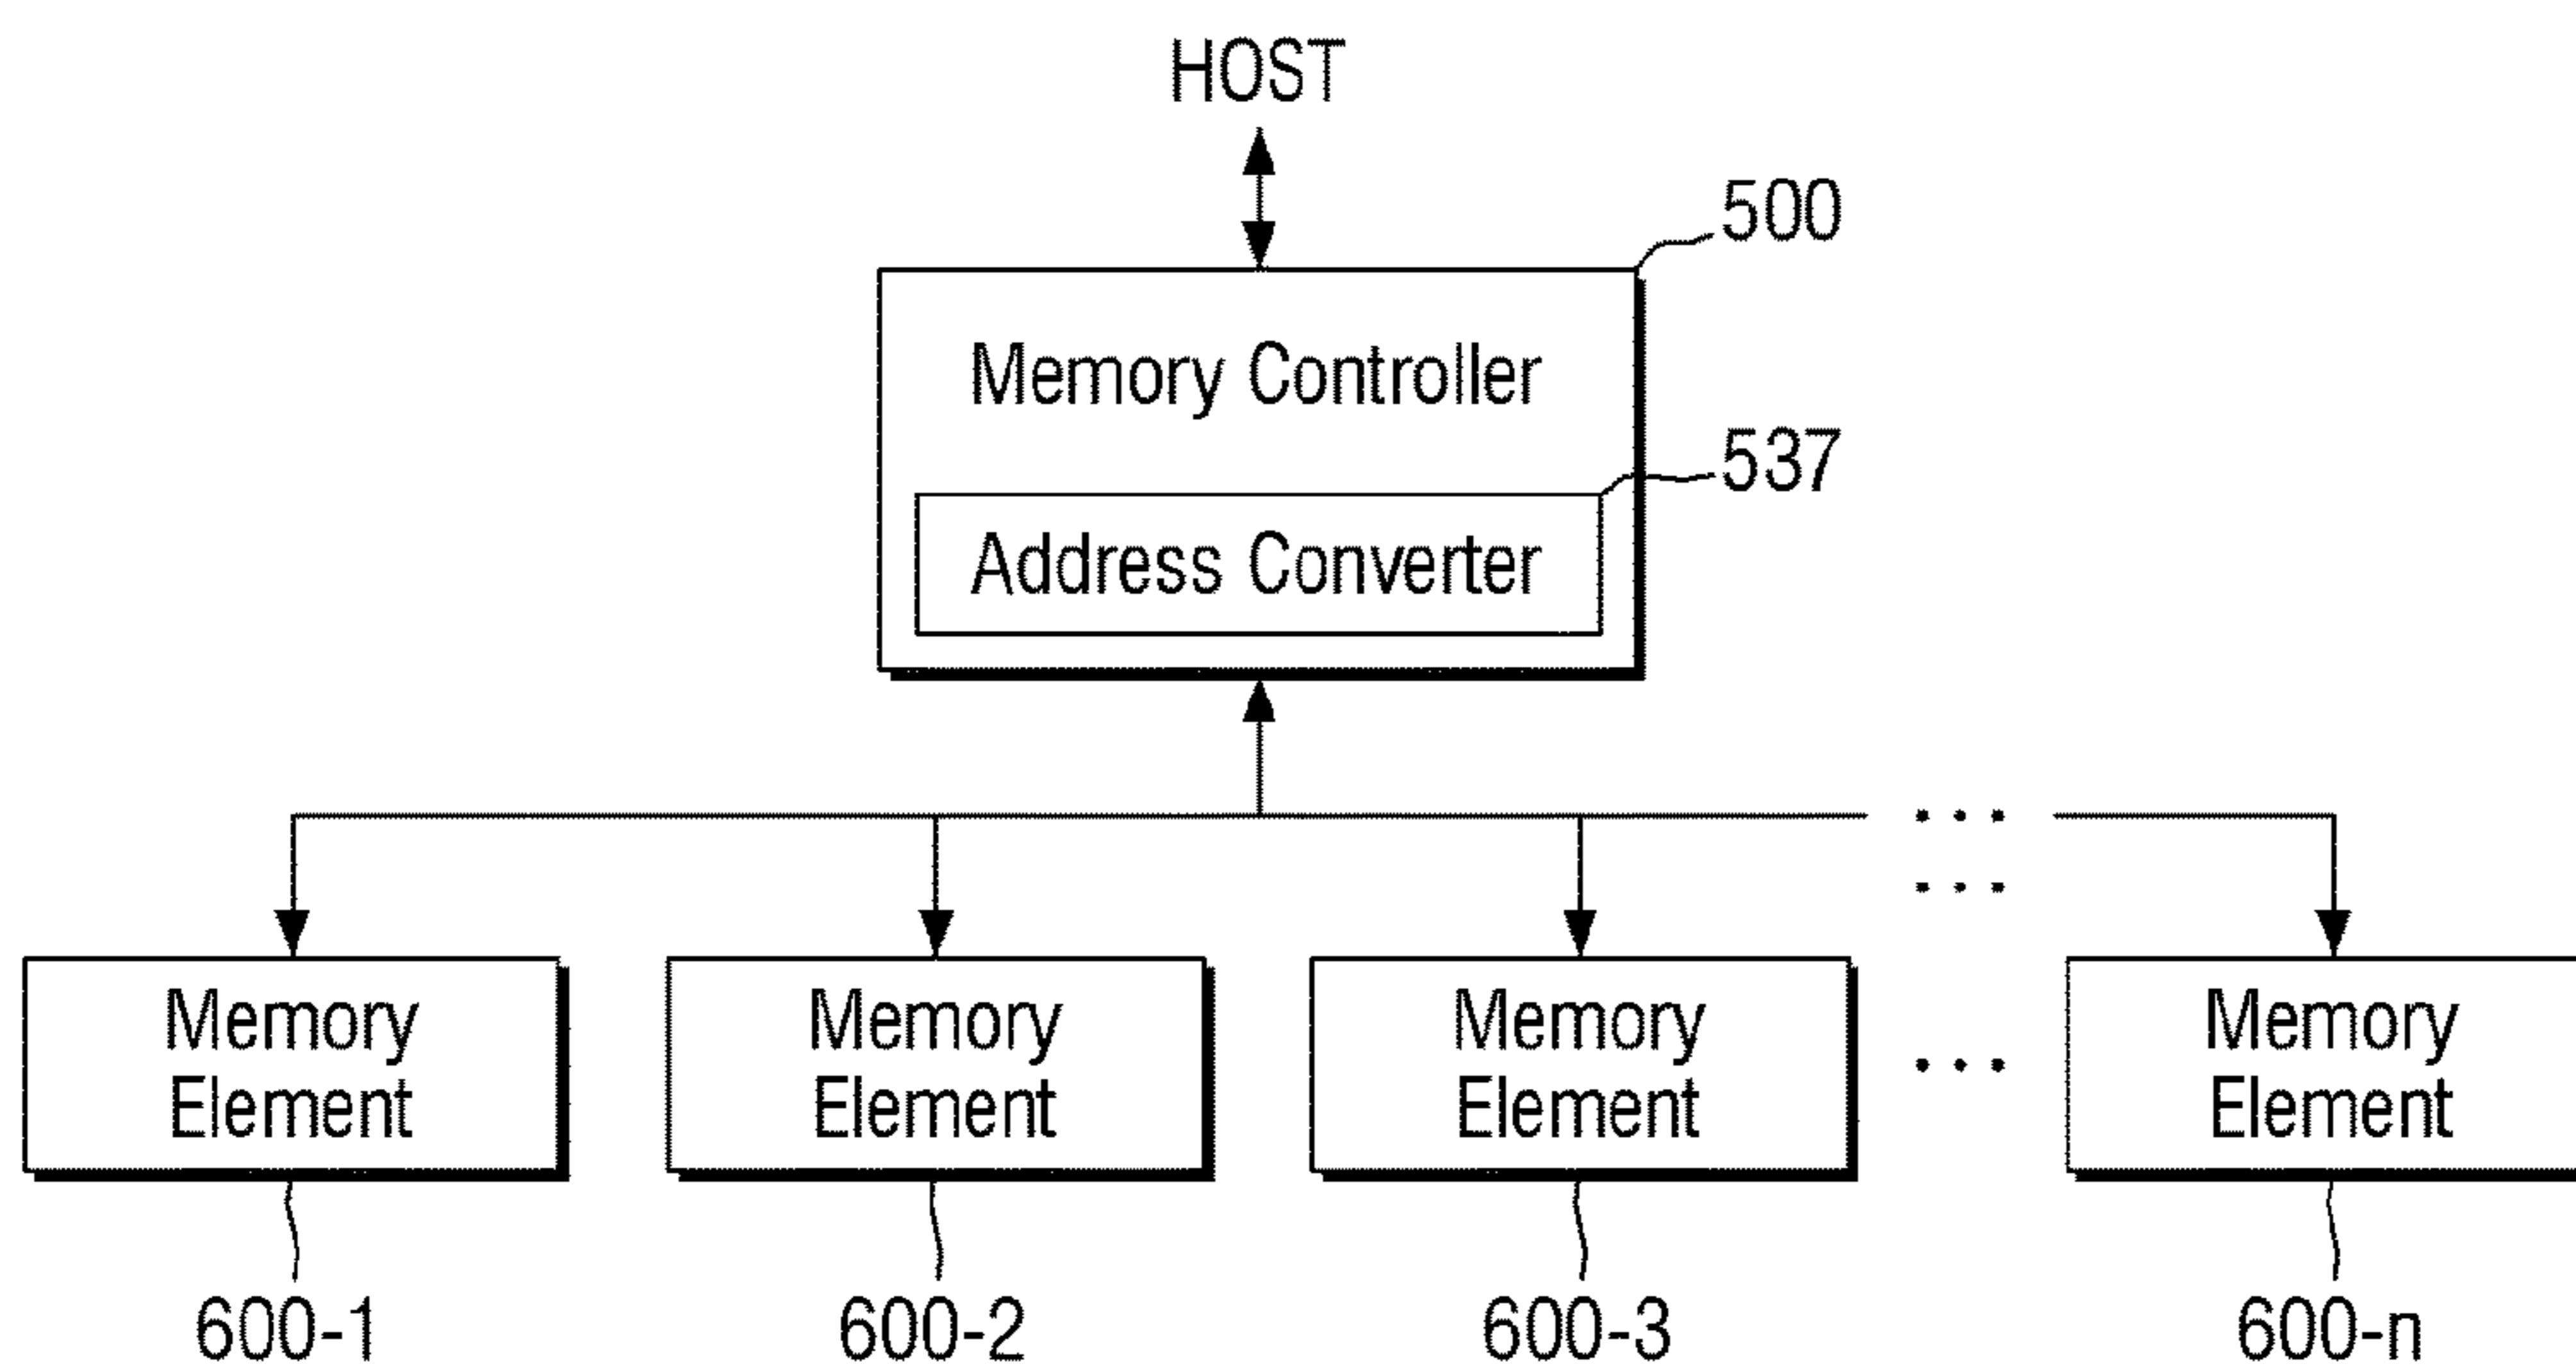 HOST
500
Memory Controller
537
Address Converter
Memory
Element
Memory
Element
Memory
Element
Memory
Element
600-1
600-2
600-3
600-n